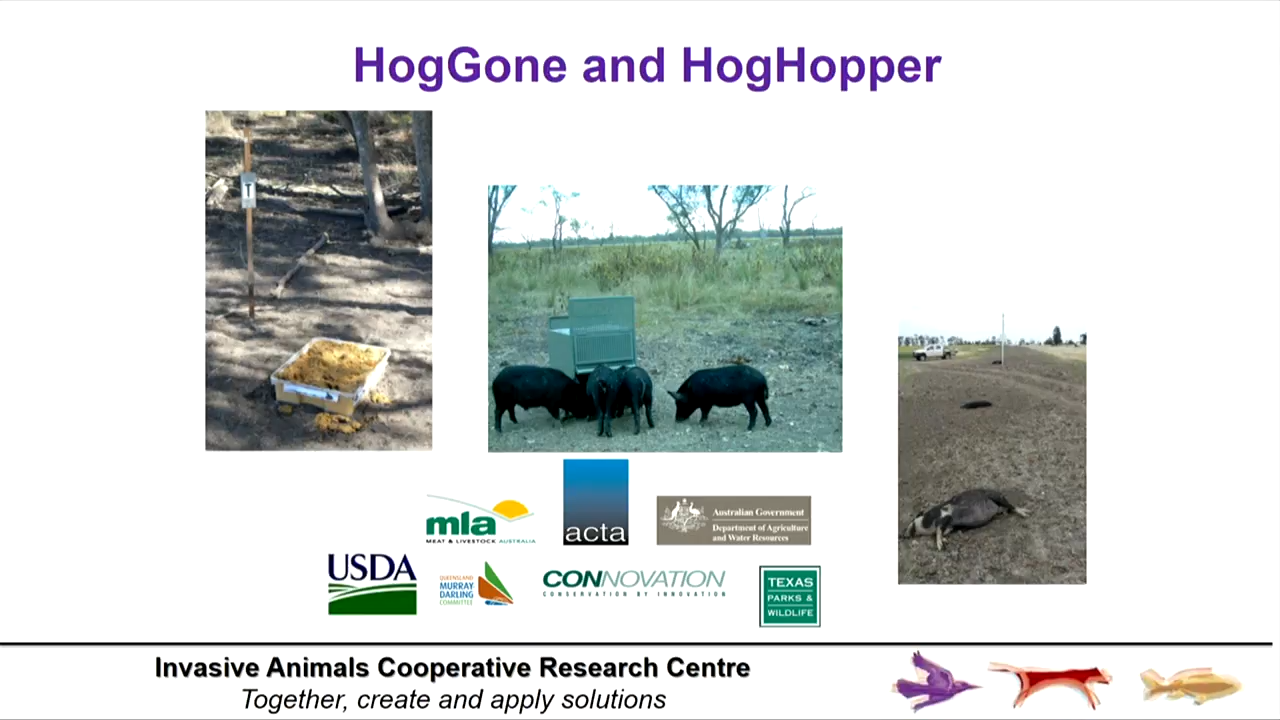 HogGone and HogHopper
T
mla
MEAT & LIVESTOCK AUSTRALIA
acta
Australian Government
Department of Agriculture
and Water Resources
USDA
QUEENSLAND
MURRAY
DARLING
COMMITTEE
CONNOVATION
CONSERVATION BY INNOVATION
TEXAS
PARKS &
WILDLIFE
Invasive Animals Cooperative Research Centre
Together, create and apply solutions